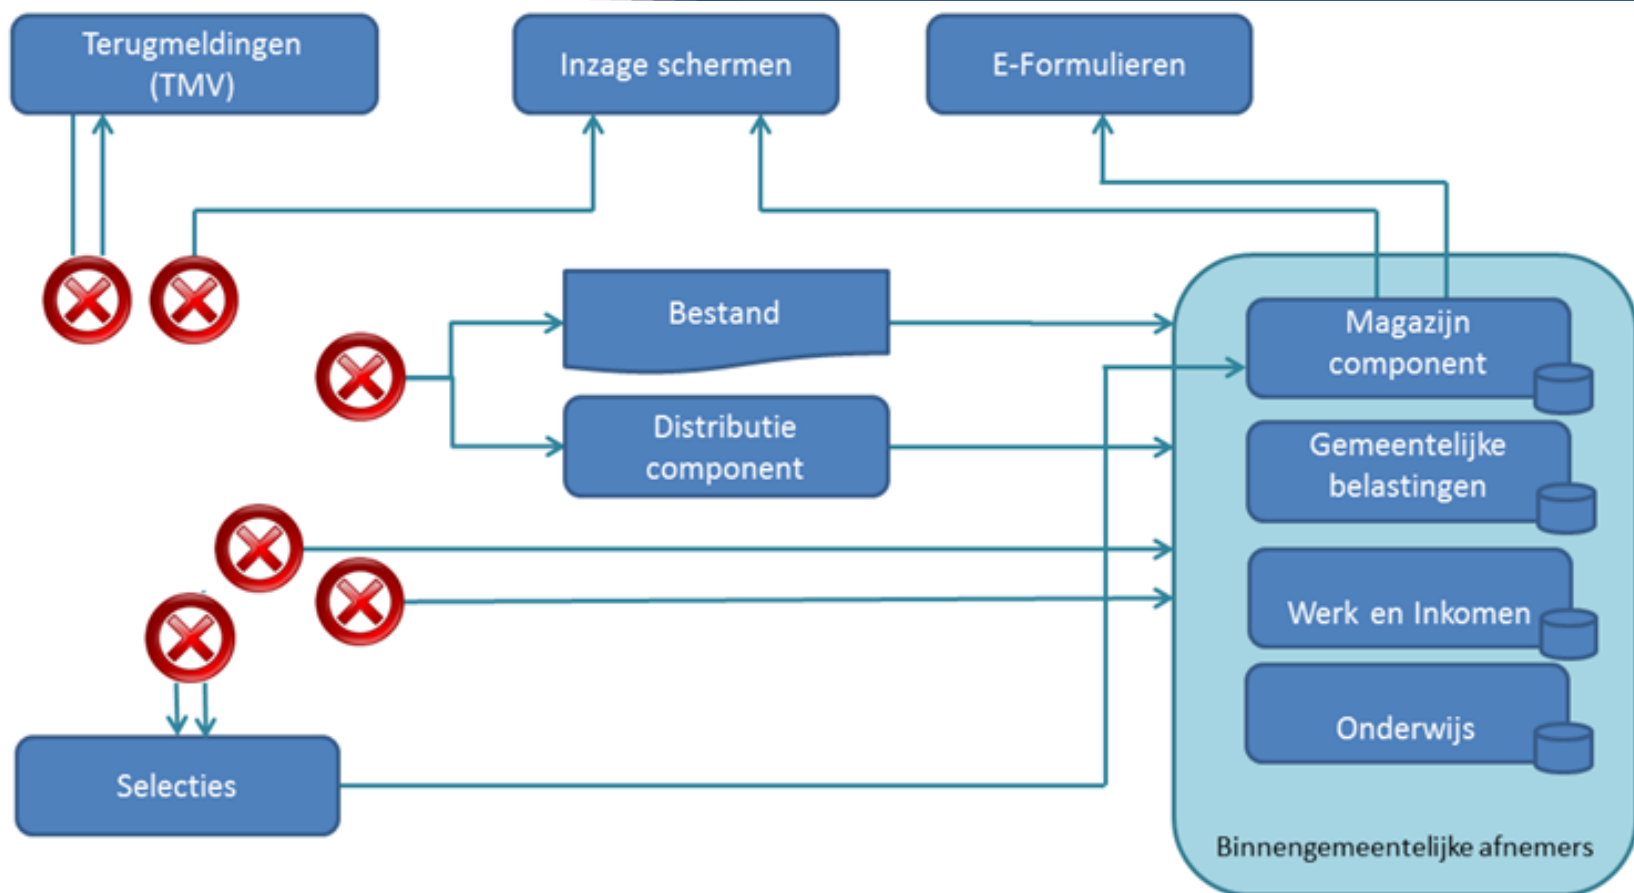 Terugmeldingen
(TMV)
Inzage schermen
E-Formulieren
Bestand
Magazijn
component
Distributie
component
Gemeentelijke
belastingen
Werk en Inkomen
Onderwijs
Selecties
Binnengemeentelijke afnemers